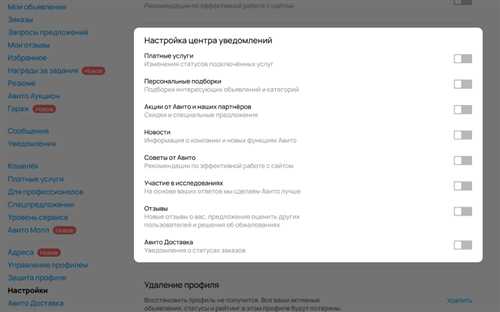 Мои объявления
Заказы
Запросы предложений
Мои отзывы
Избранное
Награды за задания Новое
Резюме
Авито Аукцион
Гараж Новое
Сообщения
Уведомления
Кошелёк
Платные услуги
Для профессионалов
Спецпредложения
Уровень сервиса
Авито Молл Новое
Адреса Новое
Управление профилем
Защита профиля
Настройки
Авито Доставка
Рекомендации по эффективной работе с сайтом
Настройка центра уведомлений
Платные услуги
Изменения статусов подключённых услуг
Персональные подборки
Подборки интересующих объявлений и категорий
Акции от Авито и наших партнёров
Скидки и специальные предложения
Новости
Информация о компании и новых функциях Авито
Советы от Авито
Рекомендации по эффективной работе с сайтом
Участие в исследованиях
На основе ваших ответов мы сделаем Авито лучше
Отзывы
Новые отзывы о вас, предложения оценить других
пользователей и решения об обжалованиях
Авито Доставка
Уведомления о статусах заказов
Удаление профиля
Восстановить профиль не получится. Все ваши активные
объявления, статусы и рейтинг в этом профиле будут потеряны.
Удалить